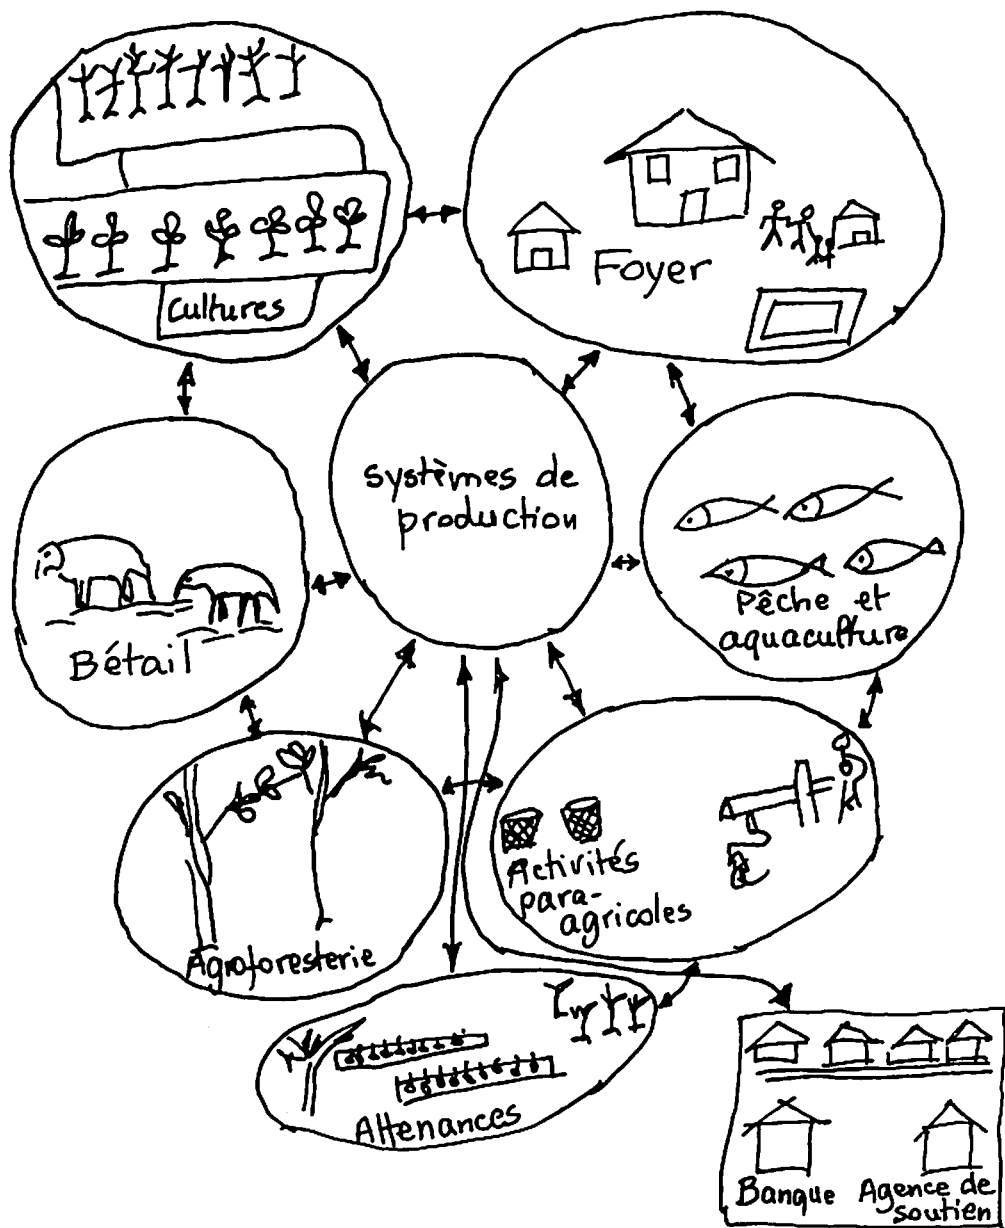 Cultures
Foyer
systèmes de
production
Pêche et
aquaculture
Bétail
Activités
para-
agricoles
Agroforesterie
Attenances
Banque
Agence de
soutien